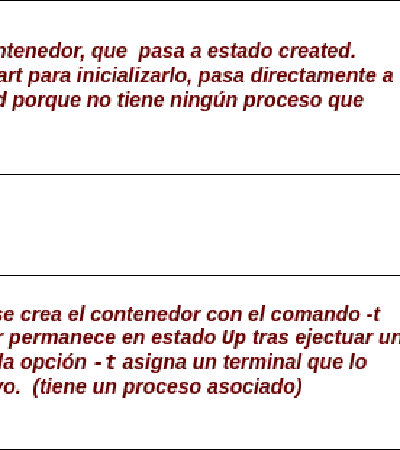 ntenedor, que  pasa a estado created.
art para inicializarlo, pasa directamente a
d porque no tiene ningún proceso que
se crea el contenedor con el comando -t
r permanece en estado Up tras ejectuar un
la opción -t asigna un terminal que lo
vo.  (tiene un proceso asociado)